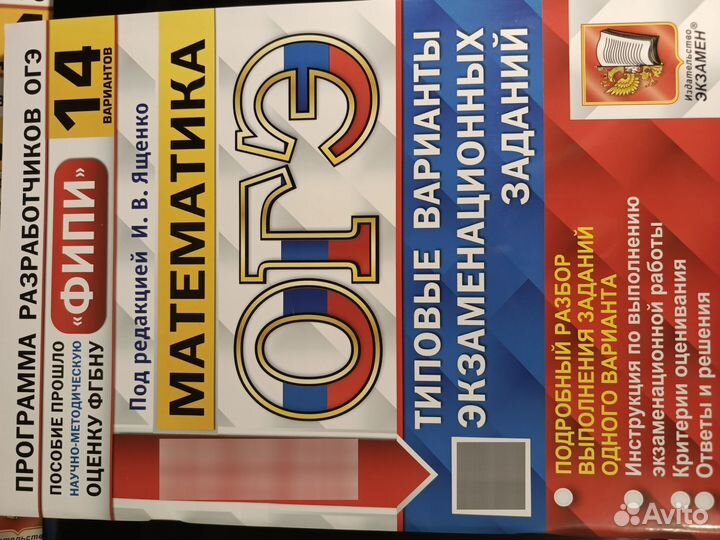 ПРОГРАММА РАЗРАБОТЧИКОВ ОГЭ
ПОСОБИЕ ПРОШЛО
НАУЧНО-МЕТОДИЧЕСКУЮ
ОЦЕНКУ ФГБНУ
«ФИПИ»
14
ВАРИАНТОВ
Под редакцией И. В. Ященко
МАТЕМАТИКА
ОГЭ
ТИПОВЫЕ ВАРИАНТЫ
ЭКЗАМЕНАЦИОННЫХ
ЗАДАНИЙ
ПОДРОБНЫЙ РАЗБОР
ВЫПОЛНЕНИЯ ЗАДАНИЙ
ОДНОГО ВАРИАНТА
Инструкция по выполнению
экзаменационной работы
Критерии оценивания
Ответы и решения
Издательство
ЭКЗАМЕН®
Avito